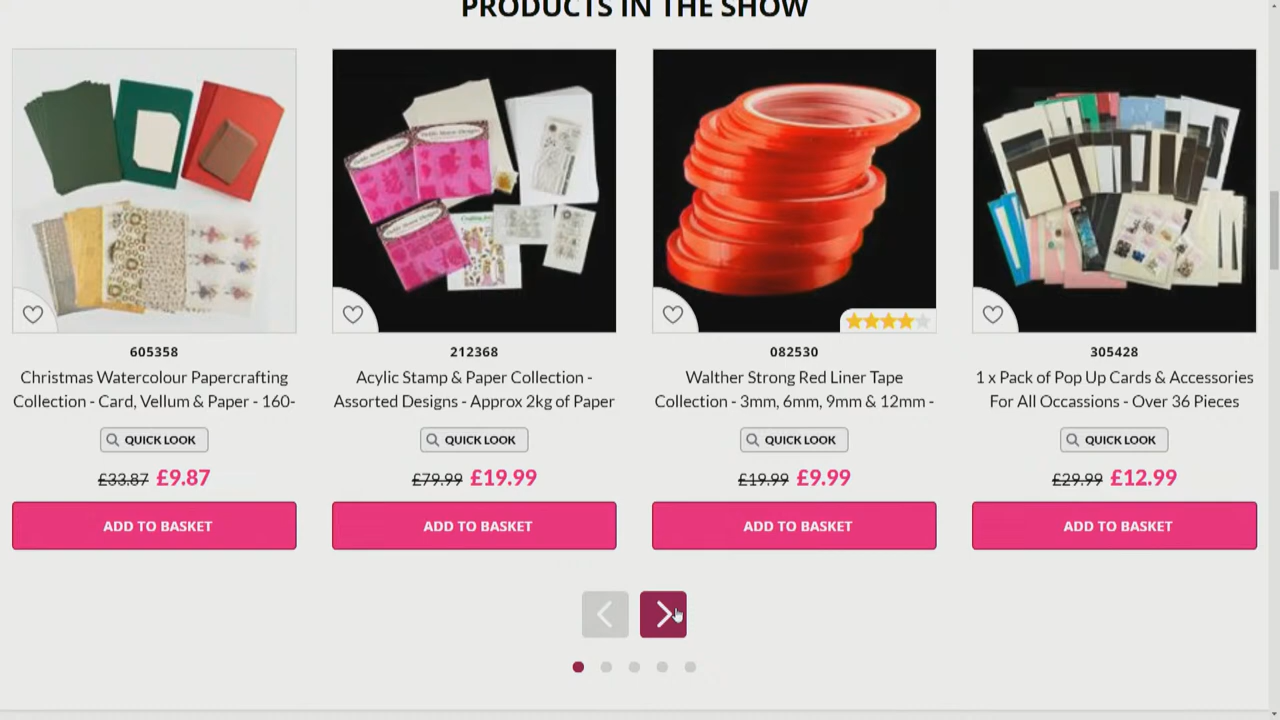 PRODUCTS IN THE SHOW
605358
Christmas Watercolour Papercrafting
Collection - Card, Vellum & Paper - 160-
QUICK LOOK
£33.87 £9.87
ADD TO BASKET
212368
Acylic Stamp & Paper Collection -
Assorted Designs - Approx 2kg of Paper
QUICK LOOK
£79.99 £19.99
ADD TO BASKET
082530
Walther Strong Red Liner Tape
Collection - 3mm, 6mm, 9mm & 12mm -
QUICK LOOK
£19.99 £9.99
ADD TO BASKET
305428
1 x Pack of Pop Up Cards & Accessories
For All Occassions - Over 36 Pieces
QUICK LOOK
£29.99 £12.99
ADD TO BASKET